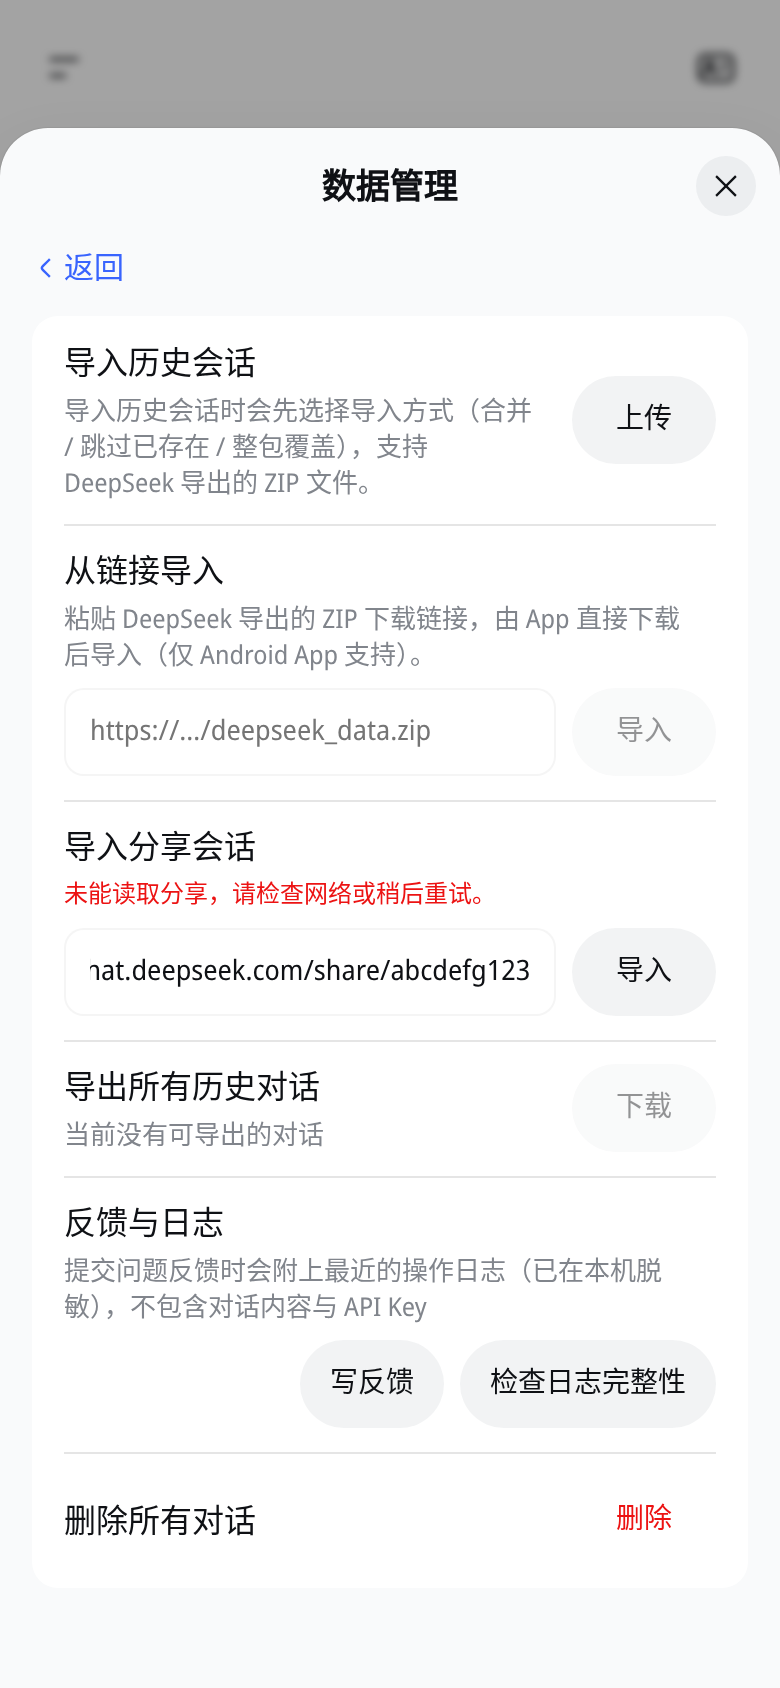 数据管理
返回
导入历史会话
导入历史会话时会先选择导入方式（合并
/ 跳过已存在 / 整包覆盖），支持
DeepSeek 导出的 ZIP 文件。
上传
从链接导入
粘贴 DeepSeek 导出的 ZIP 下载链接，由 App 直接下载
后导入（仅 Android App 支持）。
https://.../deepseek_data.zip
导入
导入分享会话
未能读取分享，请检查网络或稍后重试。
hat.deepseek.com/share/abcdefg123
导入
导出所有历史对话
当前没有可导出的对话
下载
反馈与日志
提交问题反馈时会附上最近的操作日志（已在本机脱
敏），不包含对话内容与 API Key
写反馈
检查日志完整性
删除所有对话
删除